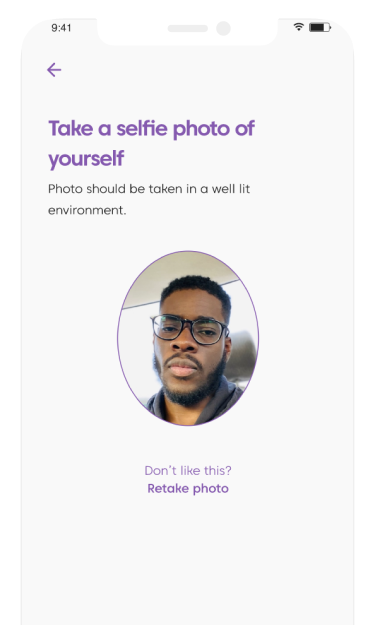 9:41
Take a selfie photo of
yourself
Photo should be taken in a well lit
environment.
Don't like this?
Retake photo